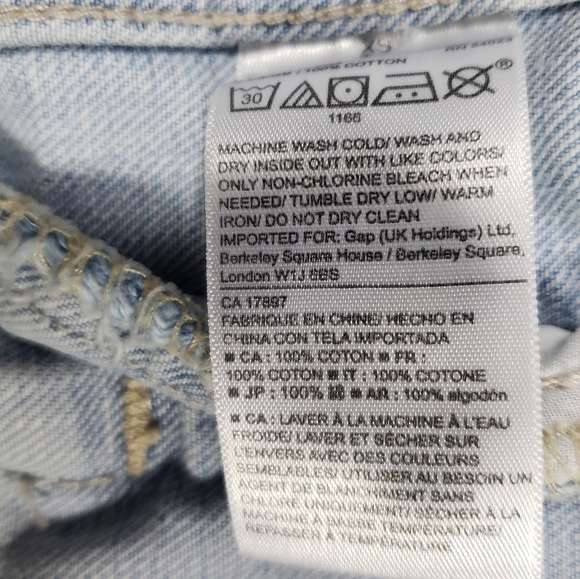 XS
100% COTTON
30
®
1166
MACHINE WASH COLD/ WASH AND
DRY INSIDE OUT WITH LIKE COLORS/
ONLY NON-CHLORINE BLEACH WHEN
NEEDED/ TUMBLE DRY LOW/ WARM
IRON/ DO NOT DRY CLEAN
IMPORTED FOR: Gap (UK Holdings) Ltd,
Berkeley Square House / Berkeley Square,
London W1J 6BS
CA 17897
FABRIQUE EN CHINE/ HECHO EN
CHINA CON TELA IMPORTADA
■ CA : 100% COTON ■ FR :
100% COTON ■ IT : 100% COTONE
■ JP : 100% 綿 ■ AR : 100% algodón
■ CA : LAVER À LA MACHINE À L'EAU
FROIDE/ LAVER ET SÉCHER SUR
L'ENVERS AVEC DES COULEURS
SEMBLABLES/ UTILISER AU BESOIN UN
AGENT DE BLANCHIMENT SANS
CHLORE UNIQUEMENT/ SÉCHER À LA
MACHINE À BASSE TEMPÉRATURE/
REPASSER À TEMPÉRATURE